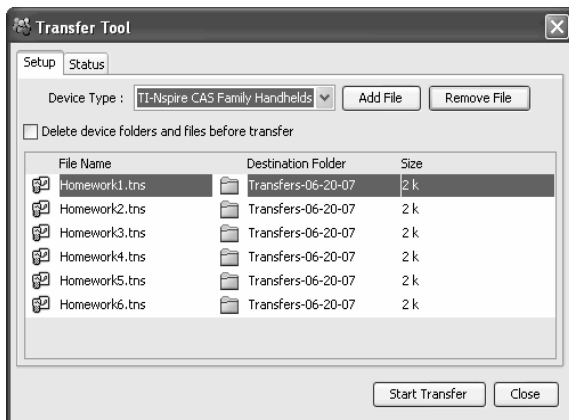 Transfer Tool
Setup Status
Device Type : TI-Nspire CAS Family Handhelds Add File Remove File
Delete device folders and files before transfer
File Name Destination Folder Size
Homework1.tns Transfers-06-20-07 2 k
Homework2.tns Transfers-06-20-07 2 k
Homework3.tns Transfers-06-20-07 2 k
Homework4.tns Transfers-06-20-07 2 k
Homework5.tns Transfers-06-20-07 2 k
Homework6.tns Transfers-06-20-07 2 k
Start Transfer Close